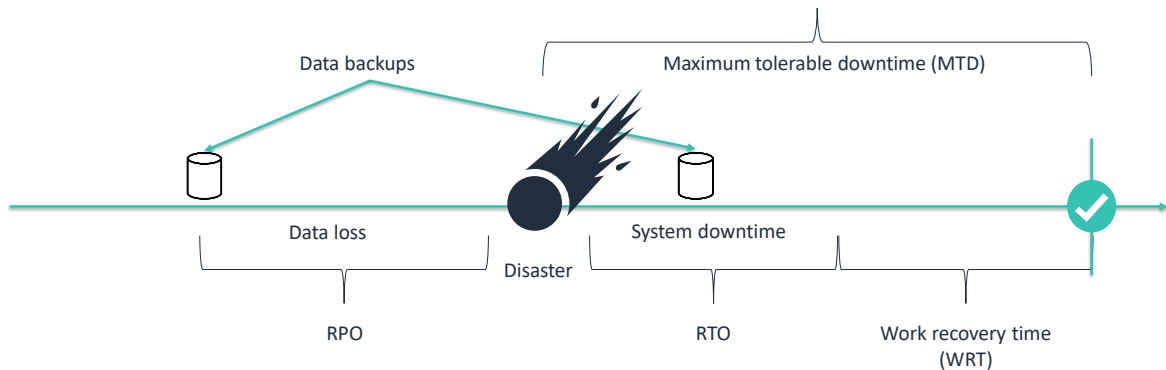 Data backups
Maximum tolerable downtime (MTD)
Data loss
System downtime
Disaster
RPO
RTO
Work recovery time
(WRT)